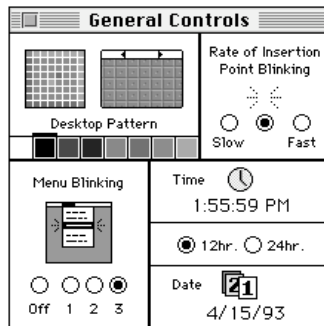 General Controls
Rate of Insertion
Point Blinking
Desktop Pattern
Slow Fast
Menu Blinking
Off 1 2 3
Time
1:55:59 PM
12hr. 24hr.
Date
21
4/15/93